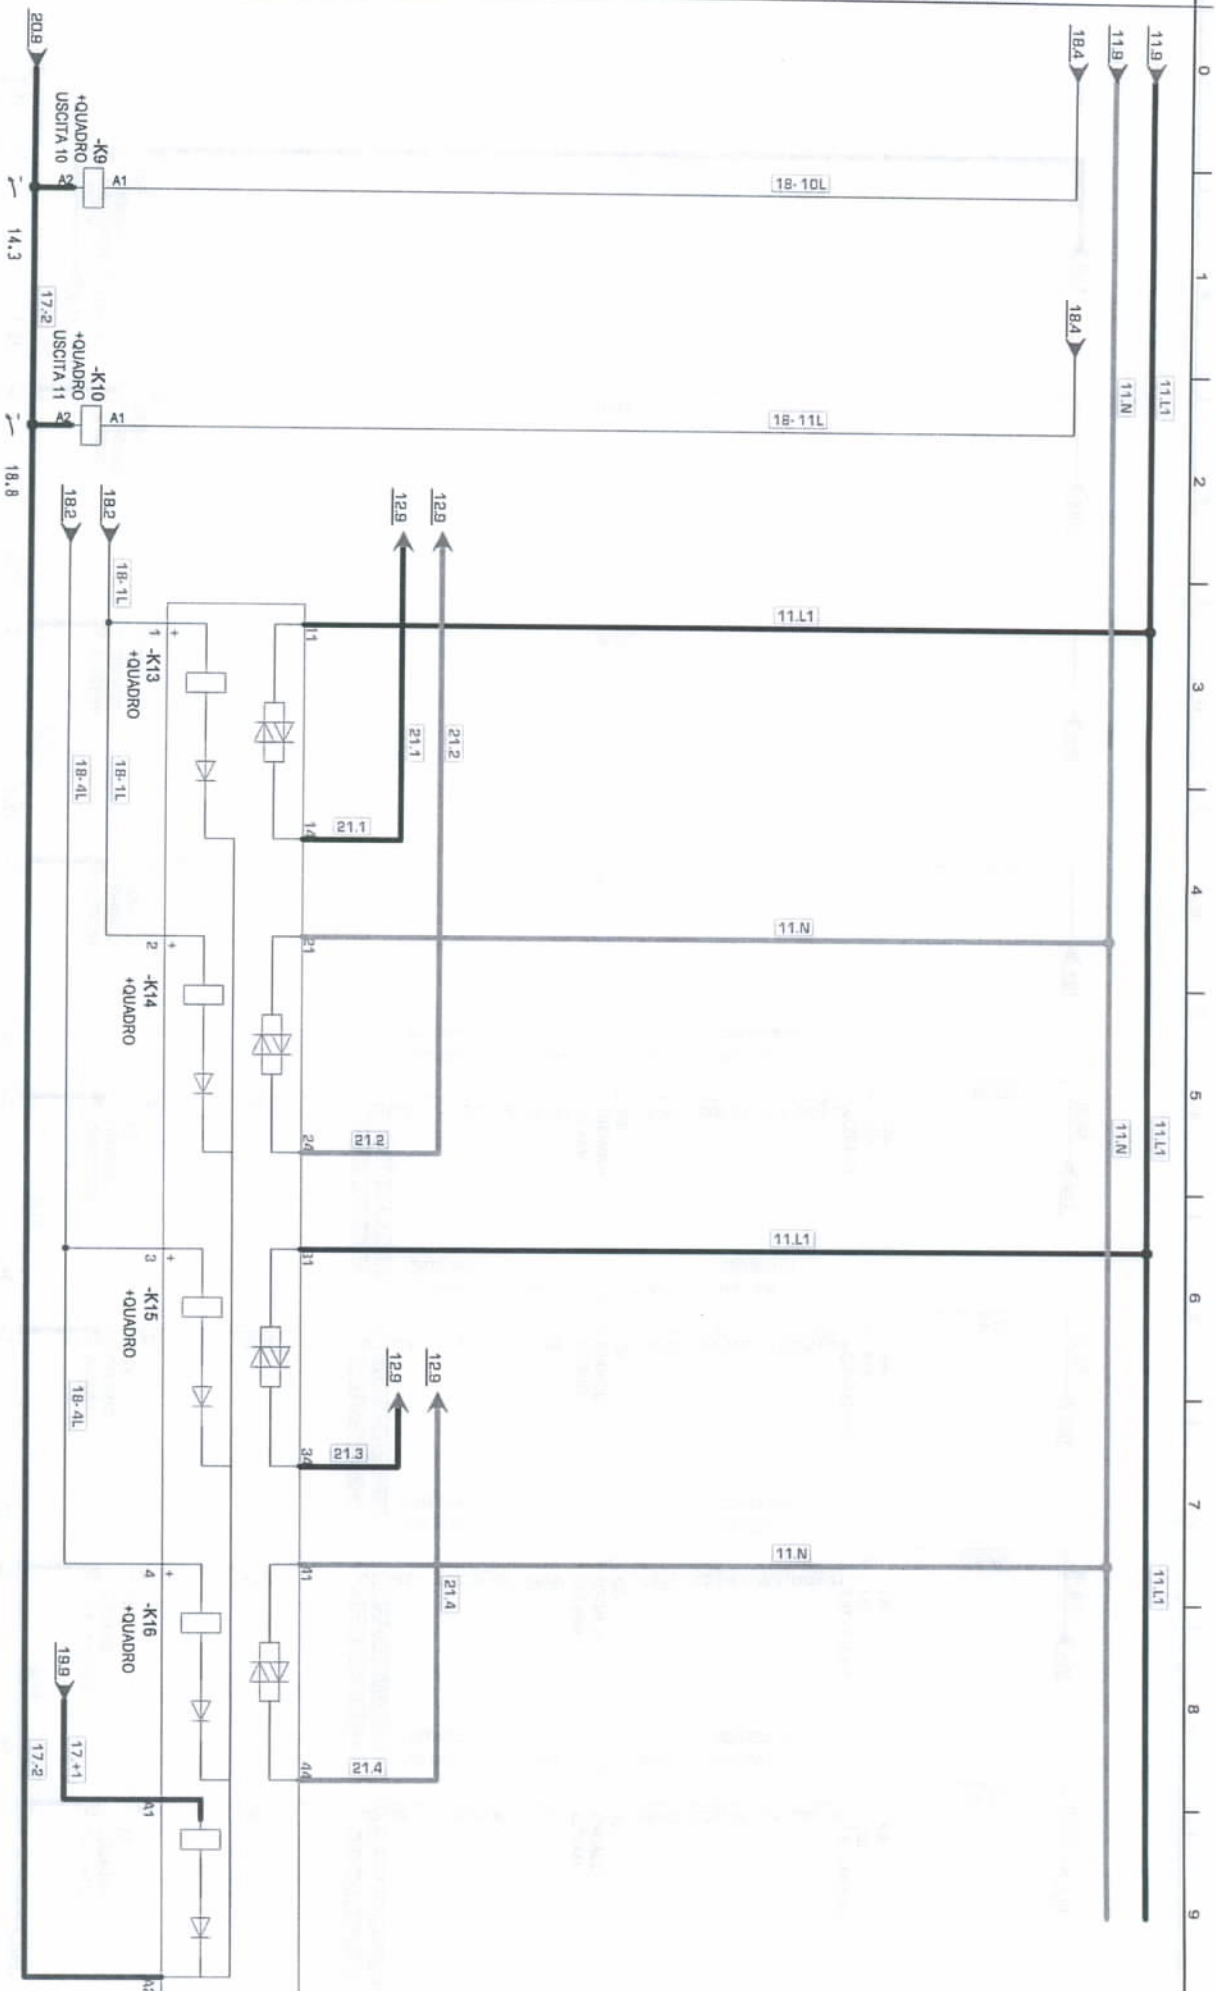 0 1 2 3 4 5 6 7 8 9
11.9 11.L1 11.L1 11.L1
11.9 11.N 11.N
18.4 18.4
18-10L 18-11L 11.L1 11.N 11.L1 11.N
12.9 21.2 12.9 21.4
12.9 21.1 12.9
21.1 21.2 21.3 21.4
11 14 21 24 31 34 41 44
+ + + +
1 2 3 4 A1 A2
-K13
+QUADRO
-K14
+QUADRO
-K15
+QUADRO
-K16
+QUADRO
A1 A1
-K9
+QUADRO
USCITA 10
A2
-K10
+QUADRO
USCITA 11
A2
18.2 18-1L 18-1L
18.2 18-4L 18-4L
19.9 17.+1
20.9 17.-2 17.-2
14.3 18.8